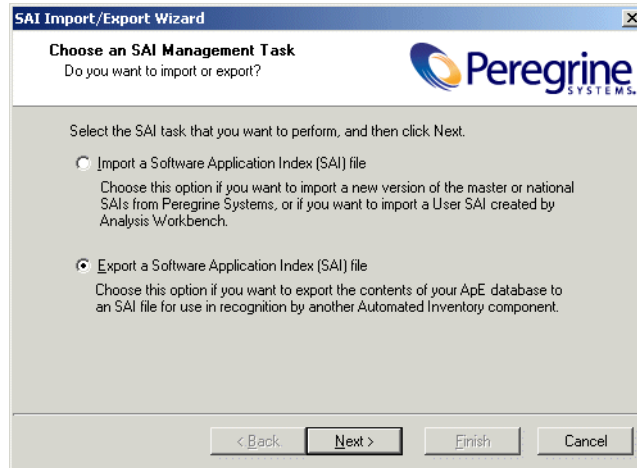 SAI Import/Export Wizard
Choose an SAI Management Task
Do you want to import or export?
Peregrine
SYSTEMS.
Select the SAI task that you want to perform, and then click Next.
Import a Software Application Index (SAI) file
Choose this option if you want to import a new version of the master or national
SAIs from Peregrine Systems, or if you want to import a User SAI created by
Analysis Workbench.
Export a Software Application Index (SAI) file
Choose this option if you want to export the contents of your ApE database to
an SAI file for use in recognition by another Automated Inventory component.
< Back
Next >
Finish
Cancel